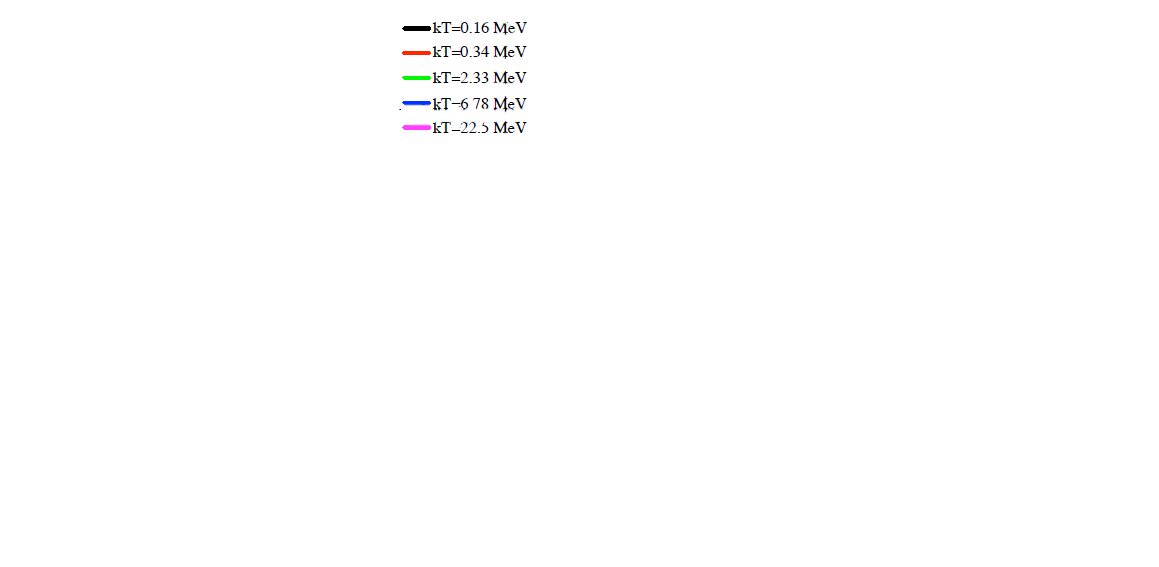 kT=0.16 MeV
kT=0.34 MeV
kT=2.33 MeV
kT=6.78 MeV
kT=22.5 MeV